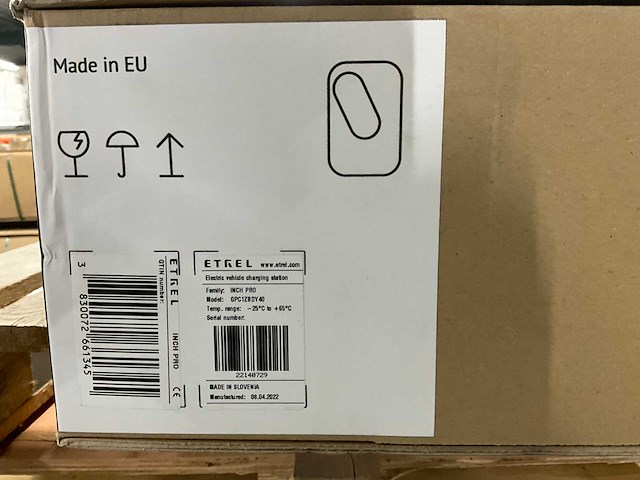 Made in EU
ETREL
INCH PRO
CE
GTIN number:
3 830072 661345
ETREL www.etrel.com
Electric vehicle charging station
Family: INCH PRO
Model:
Temp. range: -25°C to +65°C
Serial number:
22140729
MADE IN SLOVENIA
Manufactured: 08.04.2022